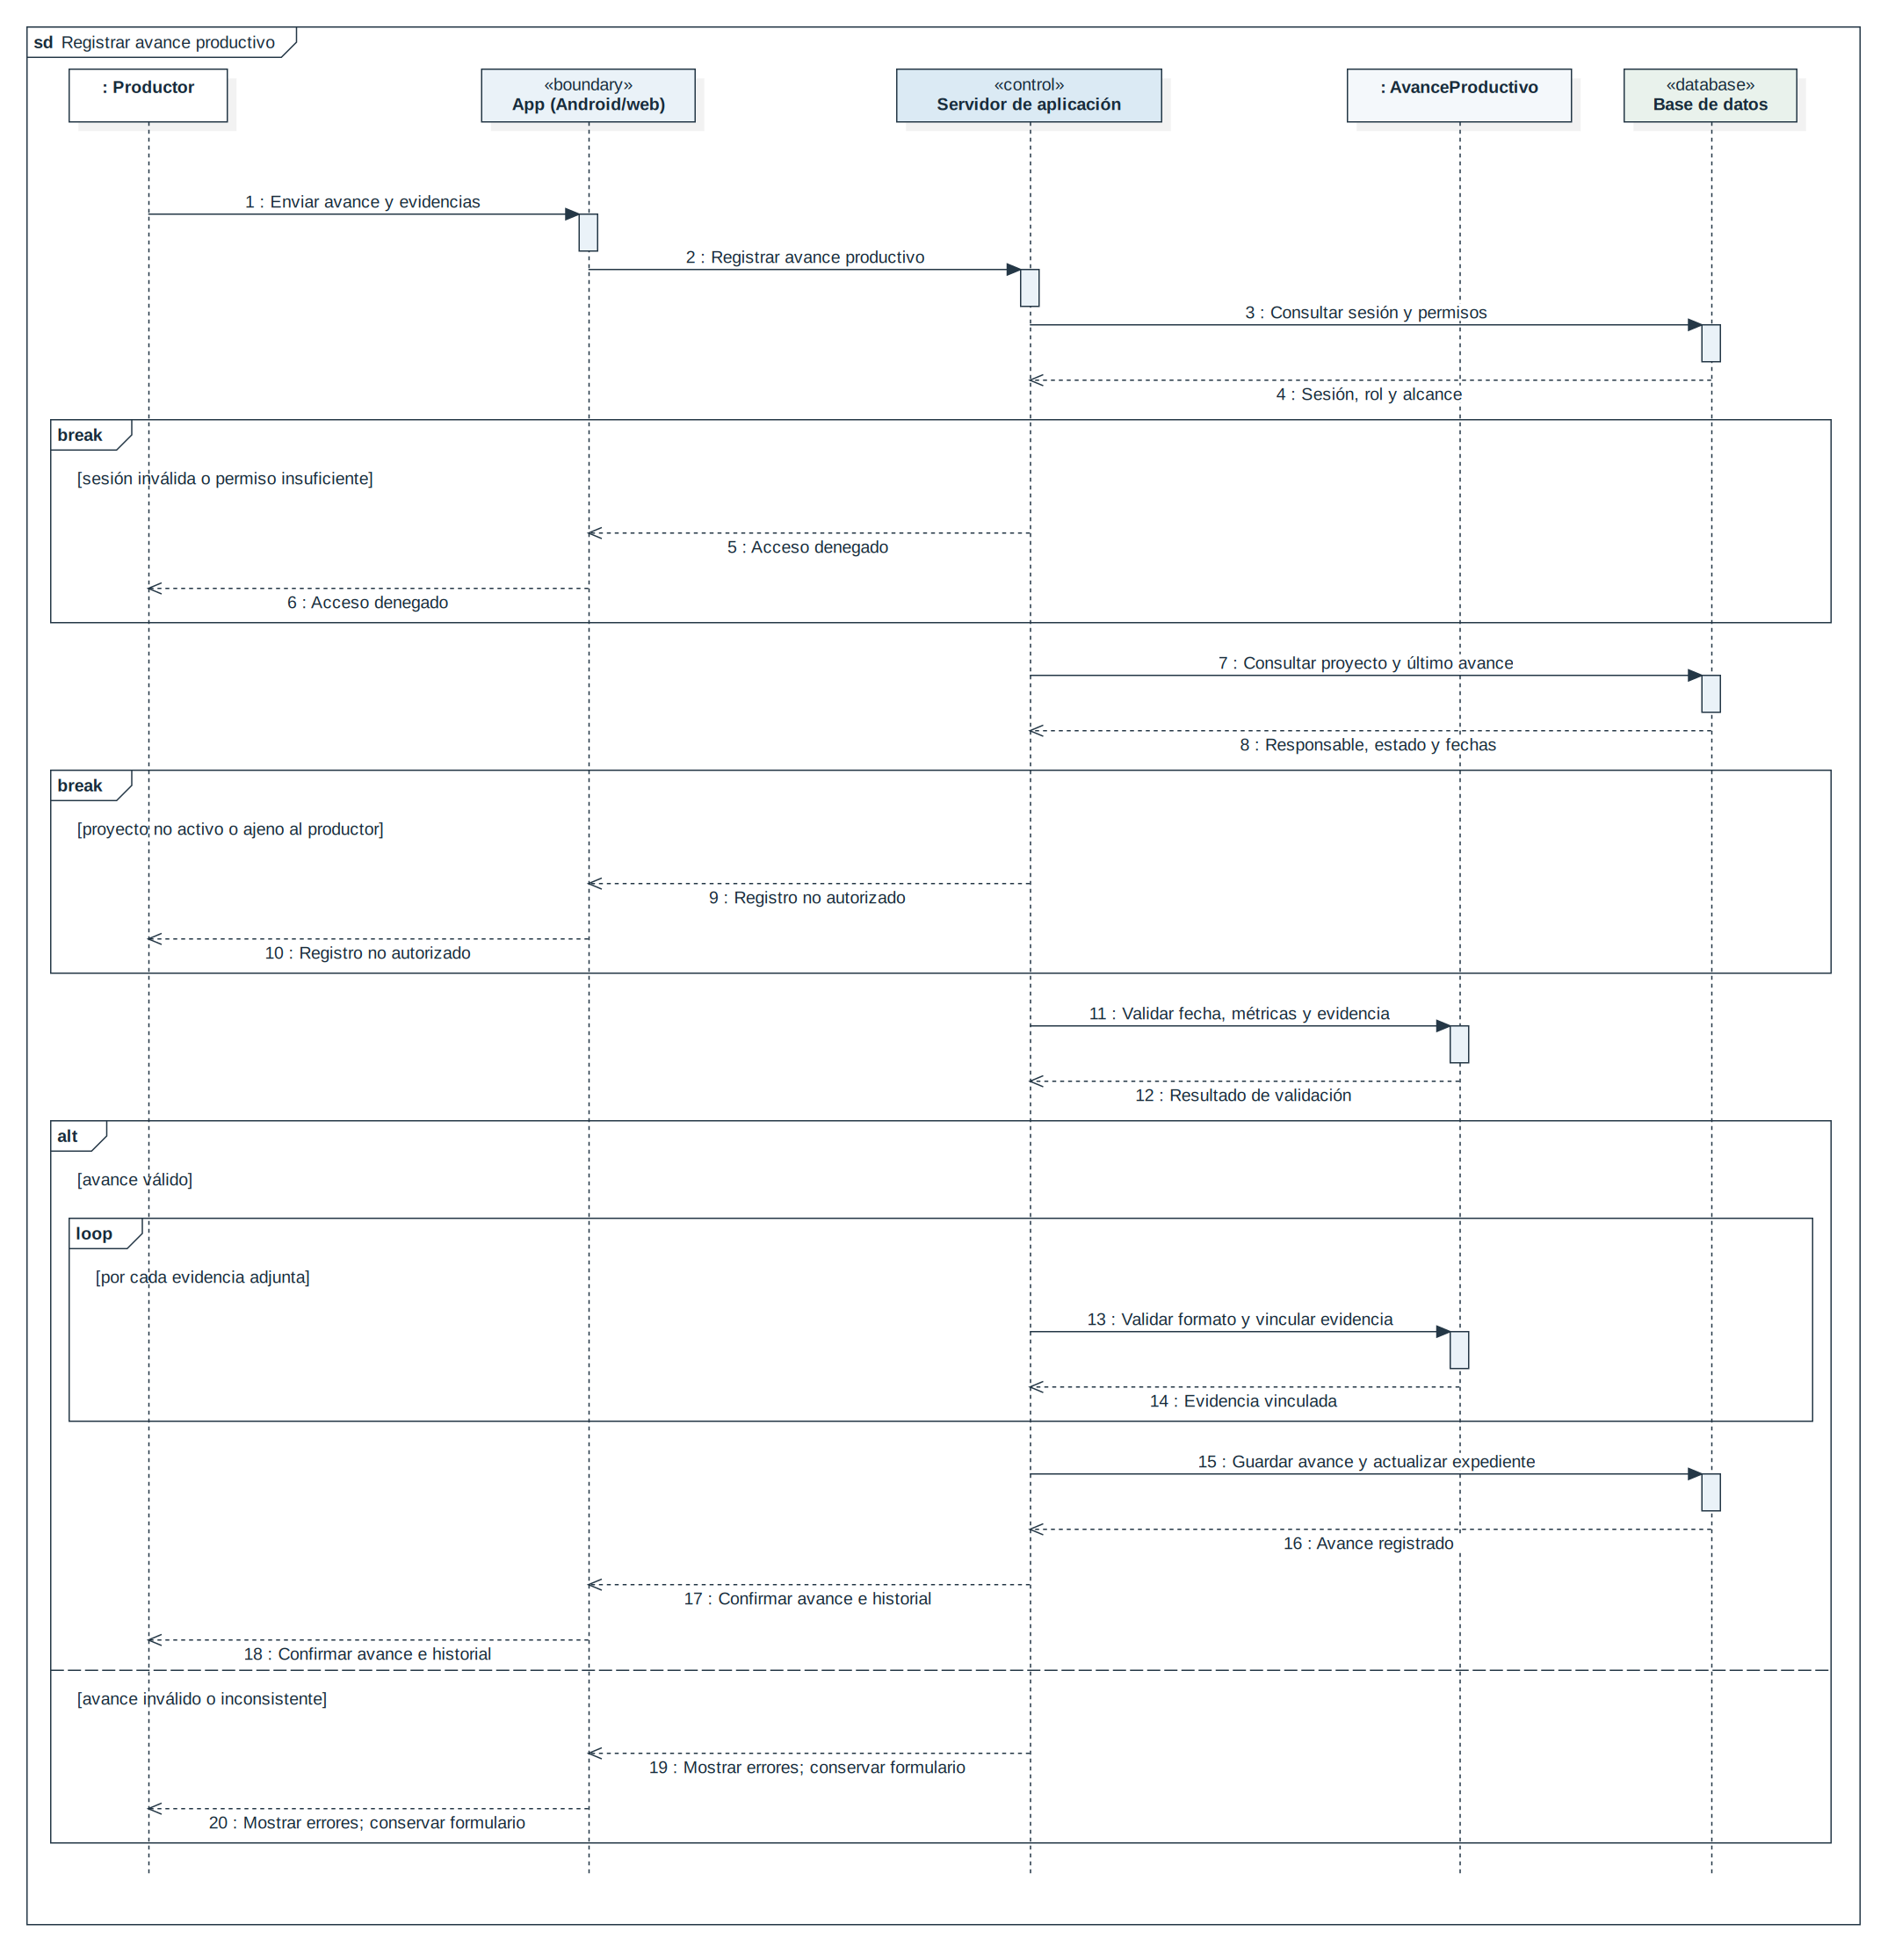 sd Registrar avance productivo
: Productor
«boundary»
App (Android/web)
«control»
Servidor de aplicación
: AvanceProductivo
«database»
Base de datos
1 : Enviar avance y evidencias
2 : Registrar avance productivo
3 : Consultar sesión y permisos
4 : Sesión, rol y alcance
break
[sesión inválida o permiso insuficiente]
5 : Acceso denegado
6 : Acceso denegado
7 : Consultar proyecto y último avance
8 : Responsable, estado y fechas
break
[proyecto no activo o ajeno al productor]
9 : Registro no autorizado
10 : Registro no autorizado
11 : Validar fecha, métricas y evidencia
12 : Resultado de validación
alt
[avance válido]
loop
[por cada evidencia adjunta]
13 : Validar formato y vincular evidencia
14 : Evidencia vinculada
15 : Guardar avance y actualizar expediente
16 : Avance registrado
17 : Confirmar avance e historial
18 : Confirmar avance e historial
[avance inválido o inconsistente]
19 : Mostrar errores; conservar formulario
20 : Mostrar errores; conservar formulario